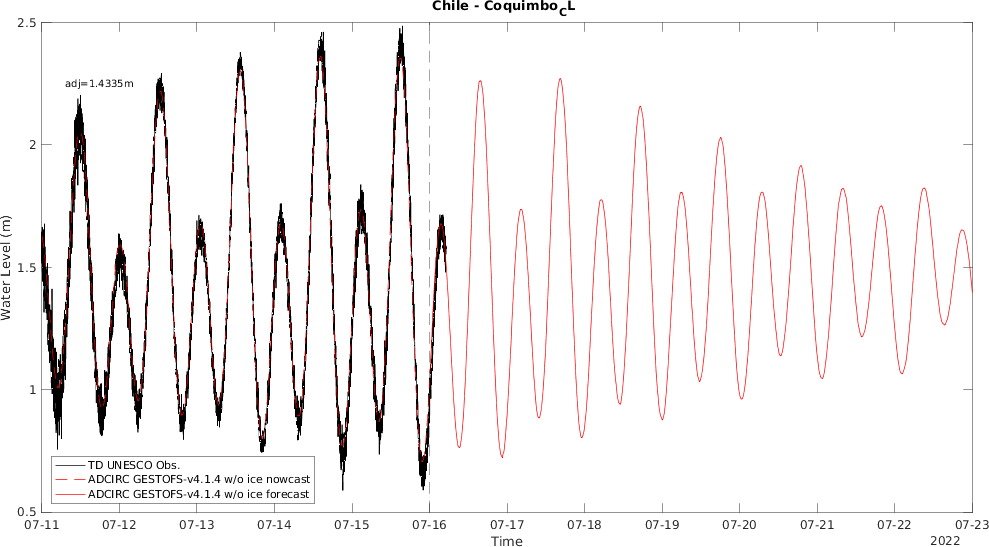 Chile - Coquimbo_CL
2.5
adj=1.4335m
2
1.5
1
0.5
Water Level (m)
TD UNESCO Obs.
ADCIRC GESTOFS-v4.1.4 w/o ice nowcast
ADCIRC GESTOFS-v4.1.4 w/o ice forecast
07-11 07-12 07-13 07-14 07-15 07-16 07-17 07-18 07-19 07-20 07-21 07-22 07-23
Time
2022